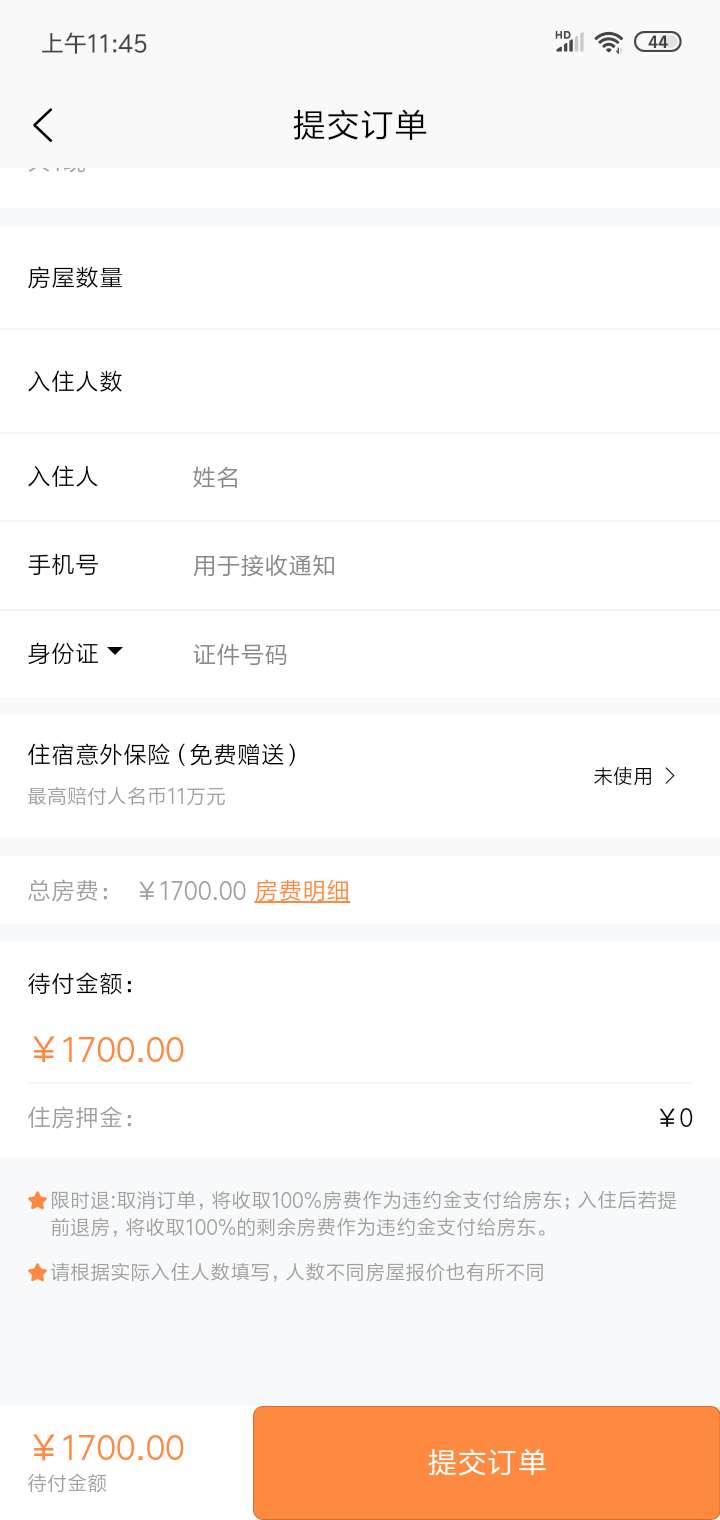 上午11:45
HD
44
提交订单
房屋数量
入住人数
入住人 姓名
手机号 用于接收通知
身份证 证件号码
住宿意外保险（免费赠送）
未使用
最高赔付人名币11万元
总房费： ￥1700.00 房费明细
待付金额：
￥1700.00
住房押金： ￥0
限时退:取消订单，将收取100%房费作为违约金支付给房东；入住后若提
前退房，将收取100%的剩余房费作为违约金支付给房东。
请根据实际入住人数填写，人数不同房屋报价也有所不同
￥1700.00
待付金额
提交订单